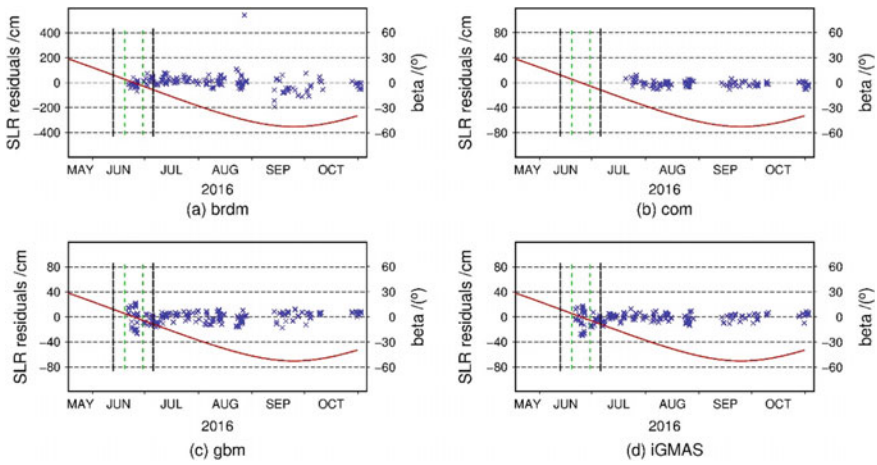 SLR residuals /cm
400
200
0
−200
−400
60
30
0
−30
−60
beta /(º)
MAY JUN JUL AUG SEP OCT
2016
(a) brdm
SLR residuals /cm
80
40
0
−40
−80
60
30
0
−30
−60
beta /(º)
MAY JUN JUL AUG SEP OCT
2016
(b) com
SLR residuals /cm
80
40
0
−40
−80
60
30
0
−30
−60
beta /(º)
MAY JUN JUL AUG SEP OCT
2016
(c) gbm
SLR residuals /cm
80
40
0
−40
−80
60
30
0
−30
−60
beta /(º)
MAY JUN JUL AUG SEP OCT
2016
(d) iGMAS